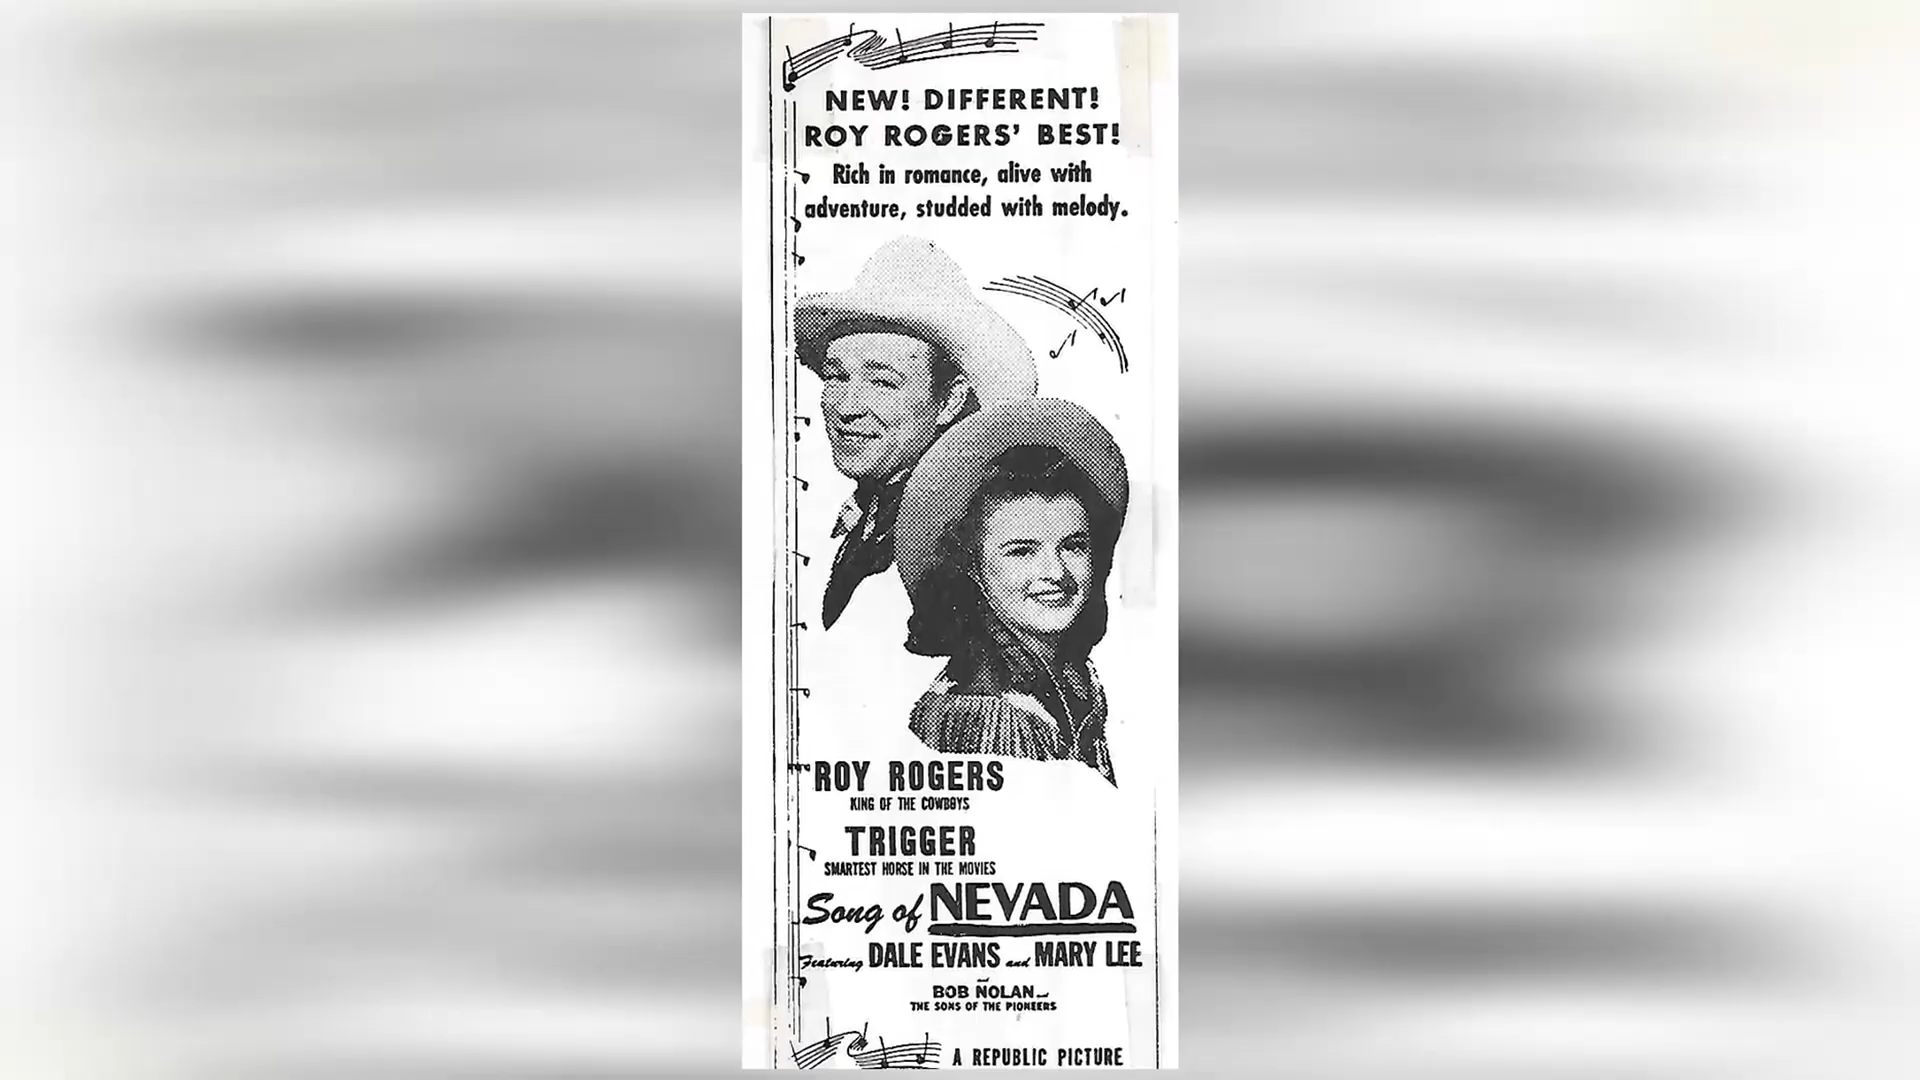 NEW! DIFFERENT!
ROY ROGERS' BEST!
Rich in romance, alive with
adventure, studded with melody.
ROY ROGERS
KING OF THE COWBOYS
TRIGGER
SMARTEST HORSE IN THE MOVIES
Song of NEVADA
Featuring DALE EVANS and MARY LEE
and
BOB NOLAN and
THE SONS OF THE PIONEERS
A REPUBLIC PICTURE